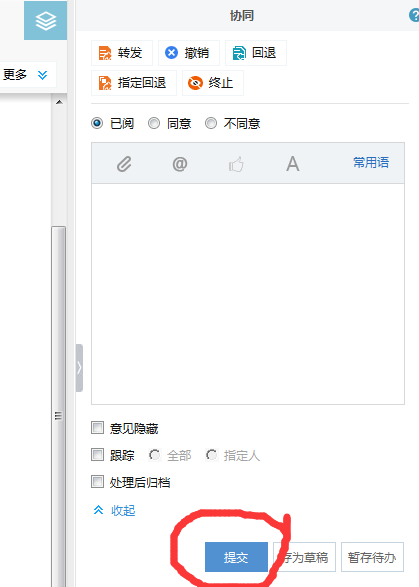 协同
?
转发 撤销 回退
更多
指定回退 终止
已阅 同意 不同意
@ A 常用语
意见隐藏
跟踪 全部 指定人
处理后归档
收起
提交 存为草稿 暂存待办